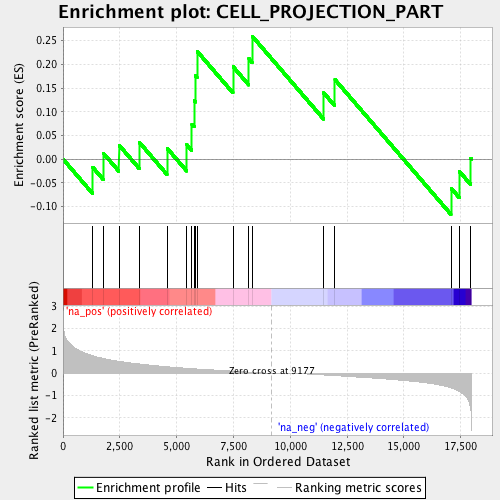 Enrichment plot: CELL_PROJECTION_PART
Enrichment score (ES)
0.25
0.20
0.15
0.10
0.05
0.00
-0.05
-0.10
Ranked list metric (PreRanked)
3
2
1
0
-1
-2
'na_pos' (positively correlated)
Zero cross at 9177
'na_neg' (negatively correlated)
0
2,500
5,000
7,500
10,000
12,500
15,000
17,500
Rank in Ordered Dataset
Enrichment profile
Hits
Ranking metric scores